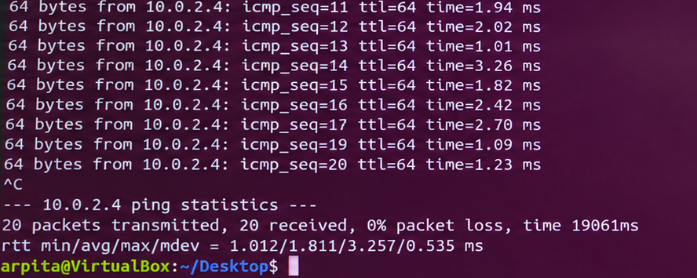 64 bytes from 10.0.2.4: icmp_seq=11 ttl=64 time=1.94 ms
64 bytes from 10.0.2.4: icmp_seq=12 ttl=64 time=2.02 ms
64 bytes from 10.0.2.4: icmp_seq=13 ttl=64 time=1.01 ms
64 bytes from 10.0.2.4: icmp_seq=14 ttl=64 time=3.26 ms
64 bytes from 10.0.2.4: icmp_seq=15 ttl=64 time=1.82 ms
64 bytes from 10.0.2.4: icmp_seq=16 ttl=64 time=2.42 ms
64 bytes from 10.0.2.4: icmp_seq=17 ttl=64 time=2.70 ms
64 bytes from 10.0.2.4: icmp_seq=19 ttl=64 time=1.09 ms
64 bytes from 10.0.2.4: icmp_seq=20 ttl=64 time=1.23 ms
^C
--- 10.0.2.4 ping statistics ---
20 packets transmitted, 20 received, 0% packet loss, time 19061ms
rtt min/avg/max/mdev = 1.012/1.811/3.257/0.535 ms
arpita@VirtualBox:~/Desktop$